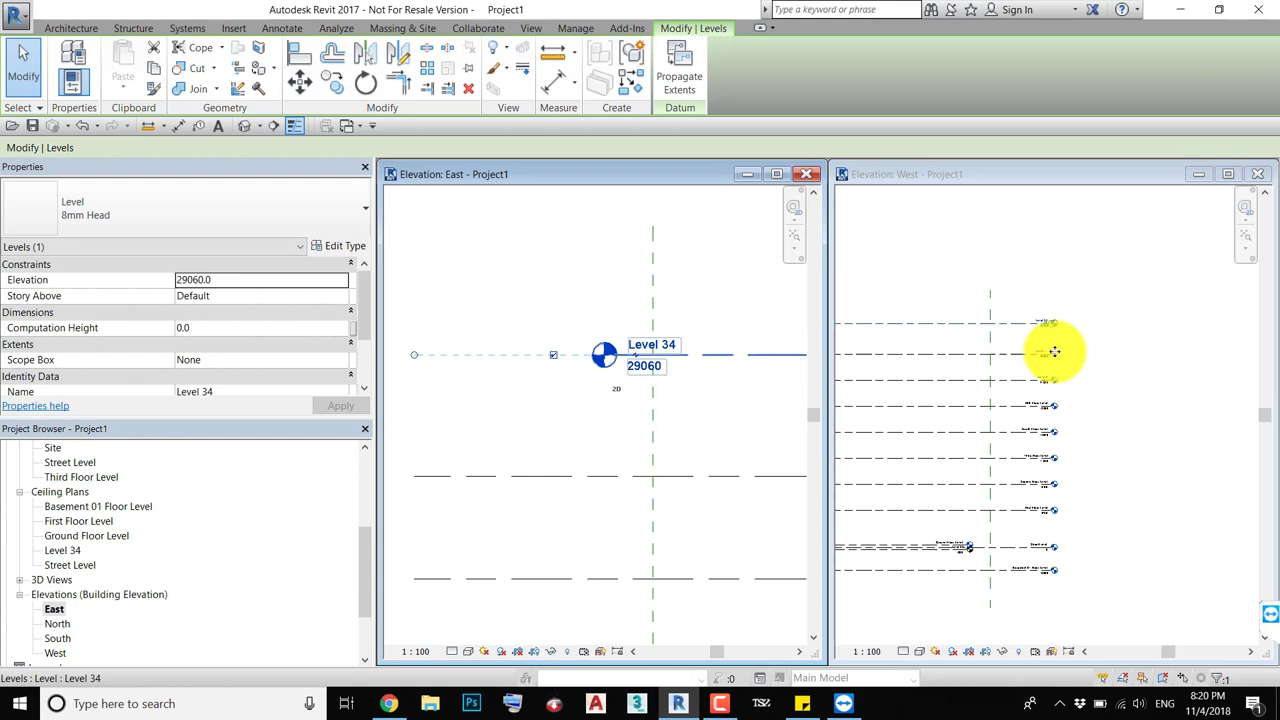 Autodesk Revit 2017 - Not For Resale Version - Project1
Type a keyword or phrase
Sign In
Architecture
Structure
Systems
Insert
Annotate
Analyze
Massing & Site
Collaborate
View
Manage
Add-Ins
Modify | Levels
Modify
Paste
Cope
Cut
Join
Propagate
Extents
Select
Properties
Clipboard
Geometry
Modify
View
Measure
Create
Datum
Modify | Levels
Properties
Level
8mm Head
Levels (1)
Edit Type
Constraints
Elevation 29060.0
Story Above Default
Dimensions
Computation Height 0.0
Extents
Scope Box None
Identity Data
Name Level 34
Properties help
Apply
Project Browser - Project1
Site
Street Level
Third Floor Level
Ceiling Plans
Basement 01 Floor Level
First Floor Level
Ground Floor Level
Level 34
Street Level
3D Views
Elevations (Building Elevation)
East
North
South
West
Elevation: East - Project1
2D
Level 34
29060
2D
1 : 100
Elevation: West - Project1
2D
1 : 100
Levels : Level : Level 34
:0
Main Model
:1
Type here to search
Ps
A
3
R
TSZ
ENG
8:20 PM
11/4/2018